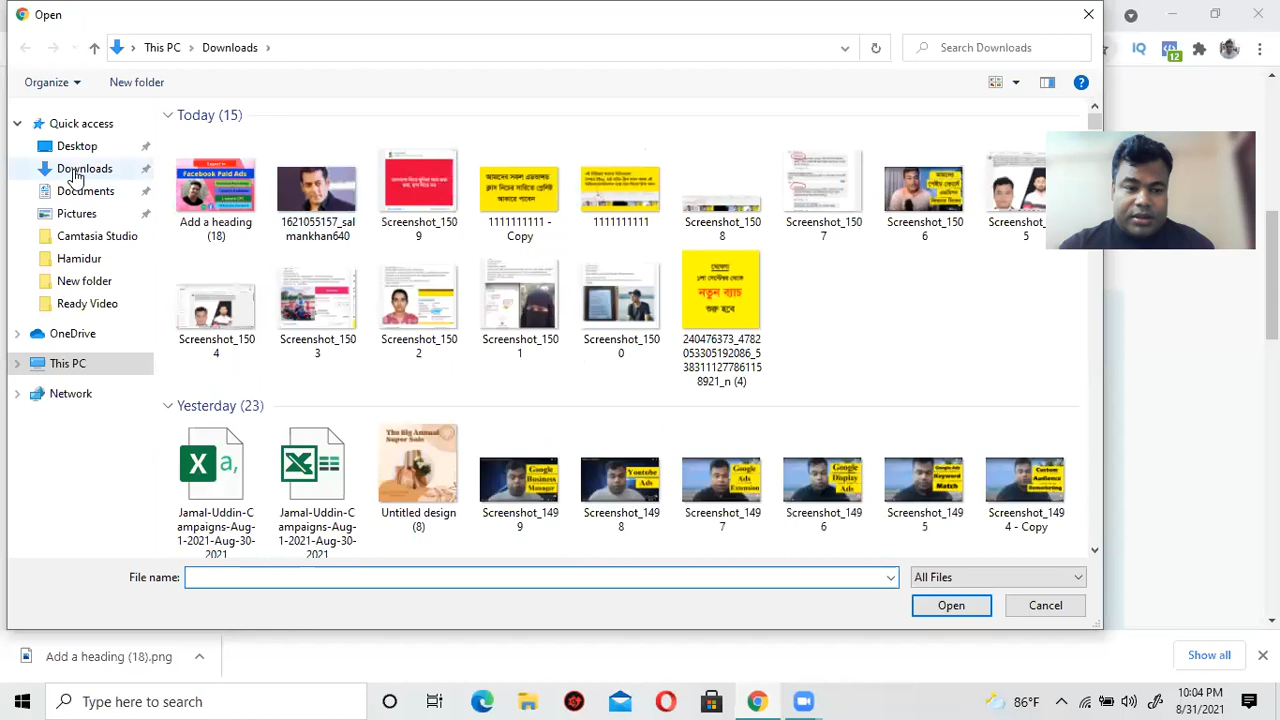 Open
This PC
Downloads
Search Downloads
Organize
New folder
IQ
12
Quick access
Desktop
Downloads
Documents
Pictures
Camtasia Studio
Hamidur
New folder
Ready Video
OneDrive
This PC
Network
Today (15)
Facebook Paid Ads
Add a heading
(18)
1621055157_sal
mankhan640
Screenshot_150
9
1111111111 -
Copy
1111111111
Screenshot_150
8
Screenshot_150
7
Screenshot_150
6
5
Screenshot_150
4
Screenshot_150
3
Screenshot_150
2
Screenshot_150
1
Screenshot_150
0
নতুন ব্যাচ
শুরু হবে
240476373_4782
053305192086_5
38311127786115
8921_n (4)
Yesterday (23)
Jamal-Uddin-C
ampaigns-Aug-
1-2021-Aug-30-
2021
Jamal-Uddin-C
ampaigns-Aug-
1-2021-Aug-30-
2021
The Big Annual
Super Sale
Untitled design
(8)
Google
Business
Manager
Screenshot_149
9
Youtube
Ads
Screenshot_149
8
Google
Ads
Extension
Screenshot_149
7
Google
Display
Ads
Screenshot_149
6
Google Ads
Keyword
Match
Screenshot_149
5
Custom
Audience
Remarketing
Screenshot_149
4 - Copy
File name:
All Files
Open
Cancel
Add a heading (18).png
Show all
Type here to search
86°F
10:04 PM
8/31/2021